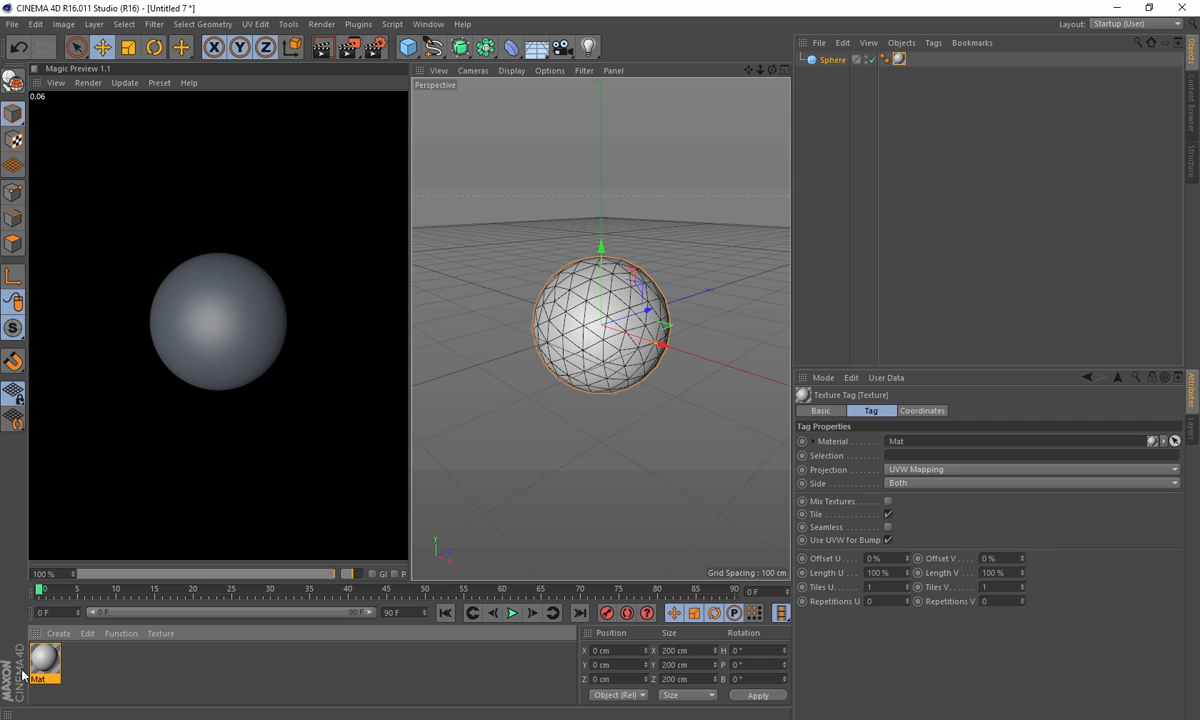 CINEMA 4D R16.011 Studio (R16) - [Untitled 7 *]
File Edit Image Layer Select Filter Select Geometry UV Edit Tools Render Plugins Script Window Help Layout: Startup (User)
Magic Preview 1.1
View Render Update Preset Help
0.06
View Cameras Display Options Filter Panel
Perspective
Y
Z
X
Grid Spacing : 100 cm
File Edit View Objects Tags Bookmarks
Sphere
Objects
Content Browser
Structure
Mode Edit User Data
Texture Tag [Texture]
Basic Tag Coordinates
Tag Properties
Material . . . . . . . Mat
Selection . . . . . . .
Projection . . . . . . UVW Mapping
Side . . . . . . . . . . Both
Mix Textures. . . . .
Tile . . . . . . . . . . . . ✓
Seamless . . . . . . .
Use UVW for Bump ✓
Offset U . . . . 0 % Offset V . . . . 0 %
Length U . . . 100 % Length V . . . 100 %
Tiles U. . . . . . 1 Tiles V. . . . . . 1
Repetitions U 0 Repetitions V 0
Attributes
Layers
100 % GI P
0 5 10 15 20 25 30 35 40 45 50 55 60 65 70 75 80 85 90 0 F
0 F 0 F 90 F 90 F
Create Edit Function Texture
Mat
MAXON
CINEMA 4D
Position Size Rotation
X 0 cm X 200 cm H 0 °
Y 0 cm Y 200 cm P 0 °
Z 0 cm Z 200 cm B 0 °
Object (Rel) Size Apply